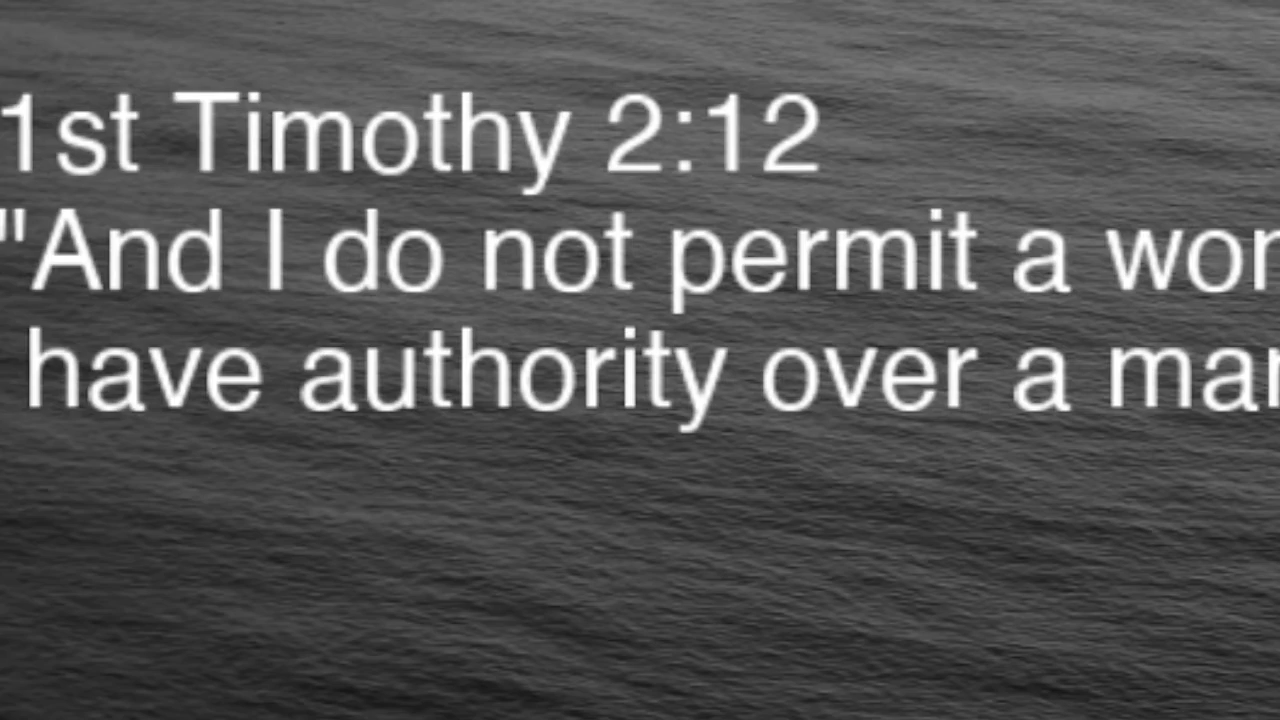 1st Timothy 2:12
"And I do not permit a
have authority over a